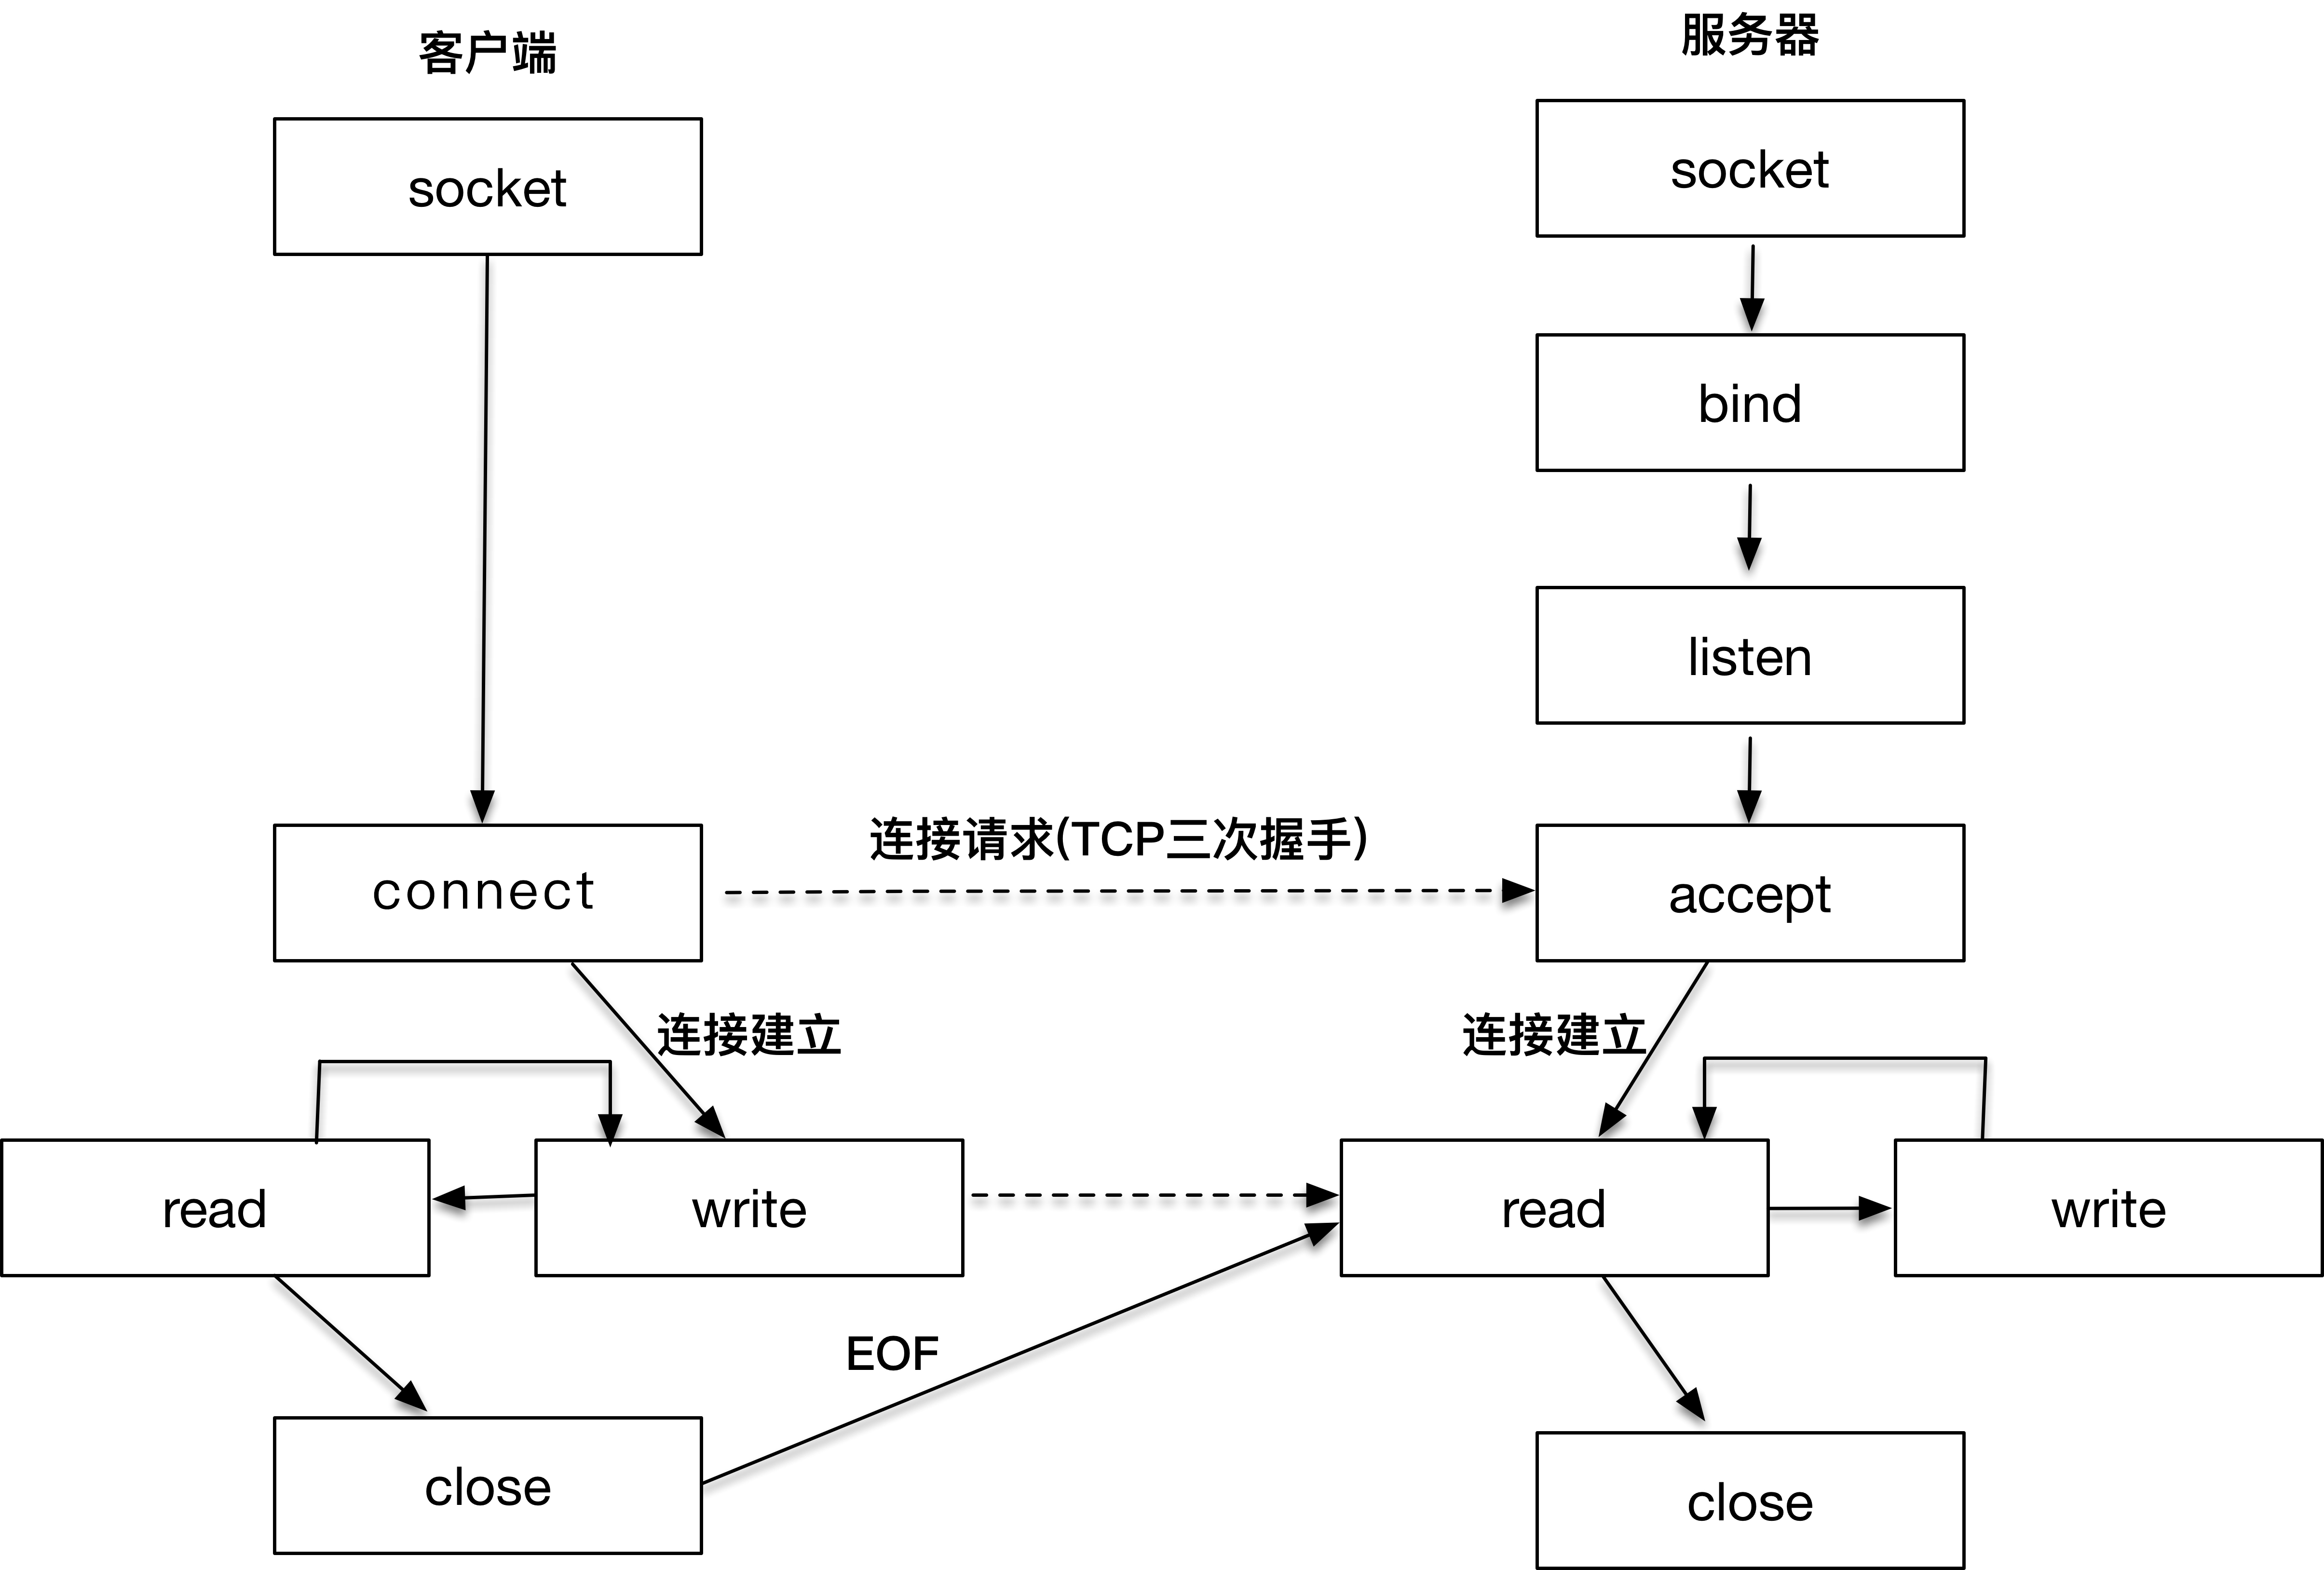 客户端
服务器
socket
socket
bind
listen
连接请求(TCP三次握手)
connect
accept
连接建立
连接建立
read
write
read
write
EOF
close
close